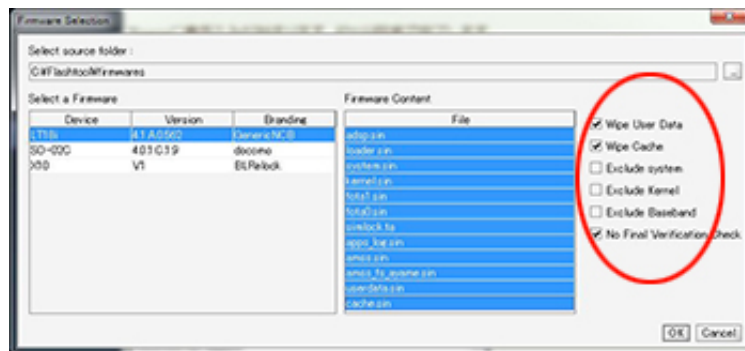 Firmware Selection
Select source folder :
C:¥Flashtool¥firmwares
...
Select a Firmware
Firmware Content
Device Version Branding
LT18i 4.1.A.0.562 Generic NCB
SO-02C 4.0.1.C.1.9 docomo
X10 V1 BLRelock
File
adsp.sin
loader.sin
system.sin
kernel.sin
fota1.sin
fota0.sin
simlock.ta
apps_log.sin
amss.sin
amss_fs_ayame.sin
userdata.sin
cache.sin
Wipe User Data
Wipe Cache
Exclude system
Exclude Kernel
Exclude Baseband
No Final Verification Check
OK Cancel